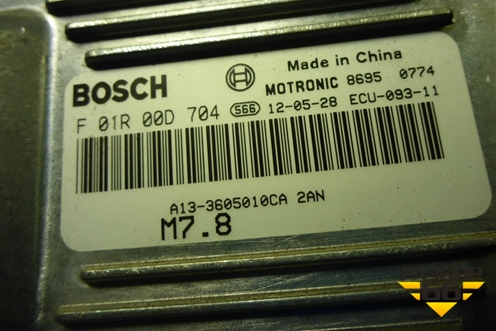 BOSCH
Made in China
MOTRONIC 8695 0774
F 01R 00D 704 S66 12-05-28 ECU-093-11
A13-3605010CA 2AN
M7.8